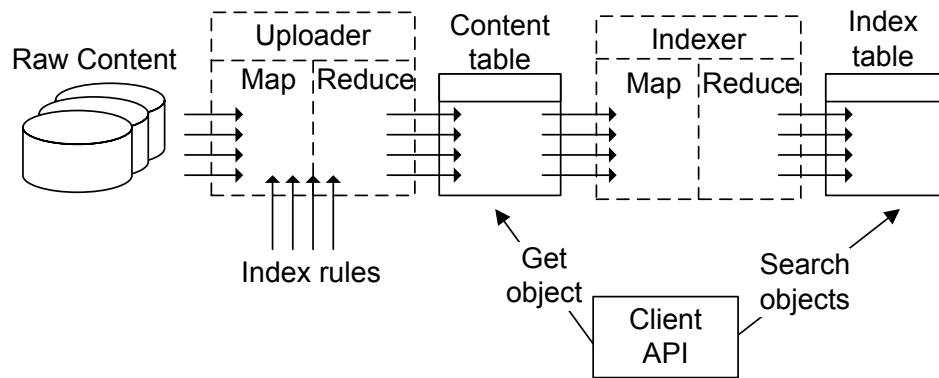 Raw Content
Uploader
Map
Reduce
Content
table
Indexer
Map
Reduce
Index
table
Index rules
Get
object
Search
objects
Client
API